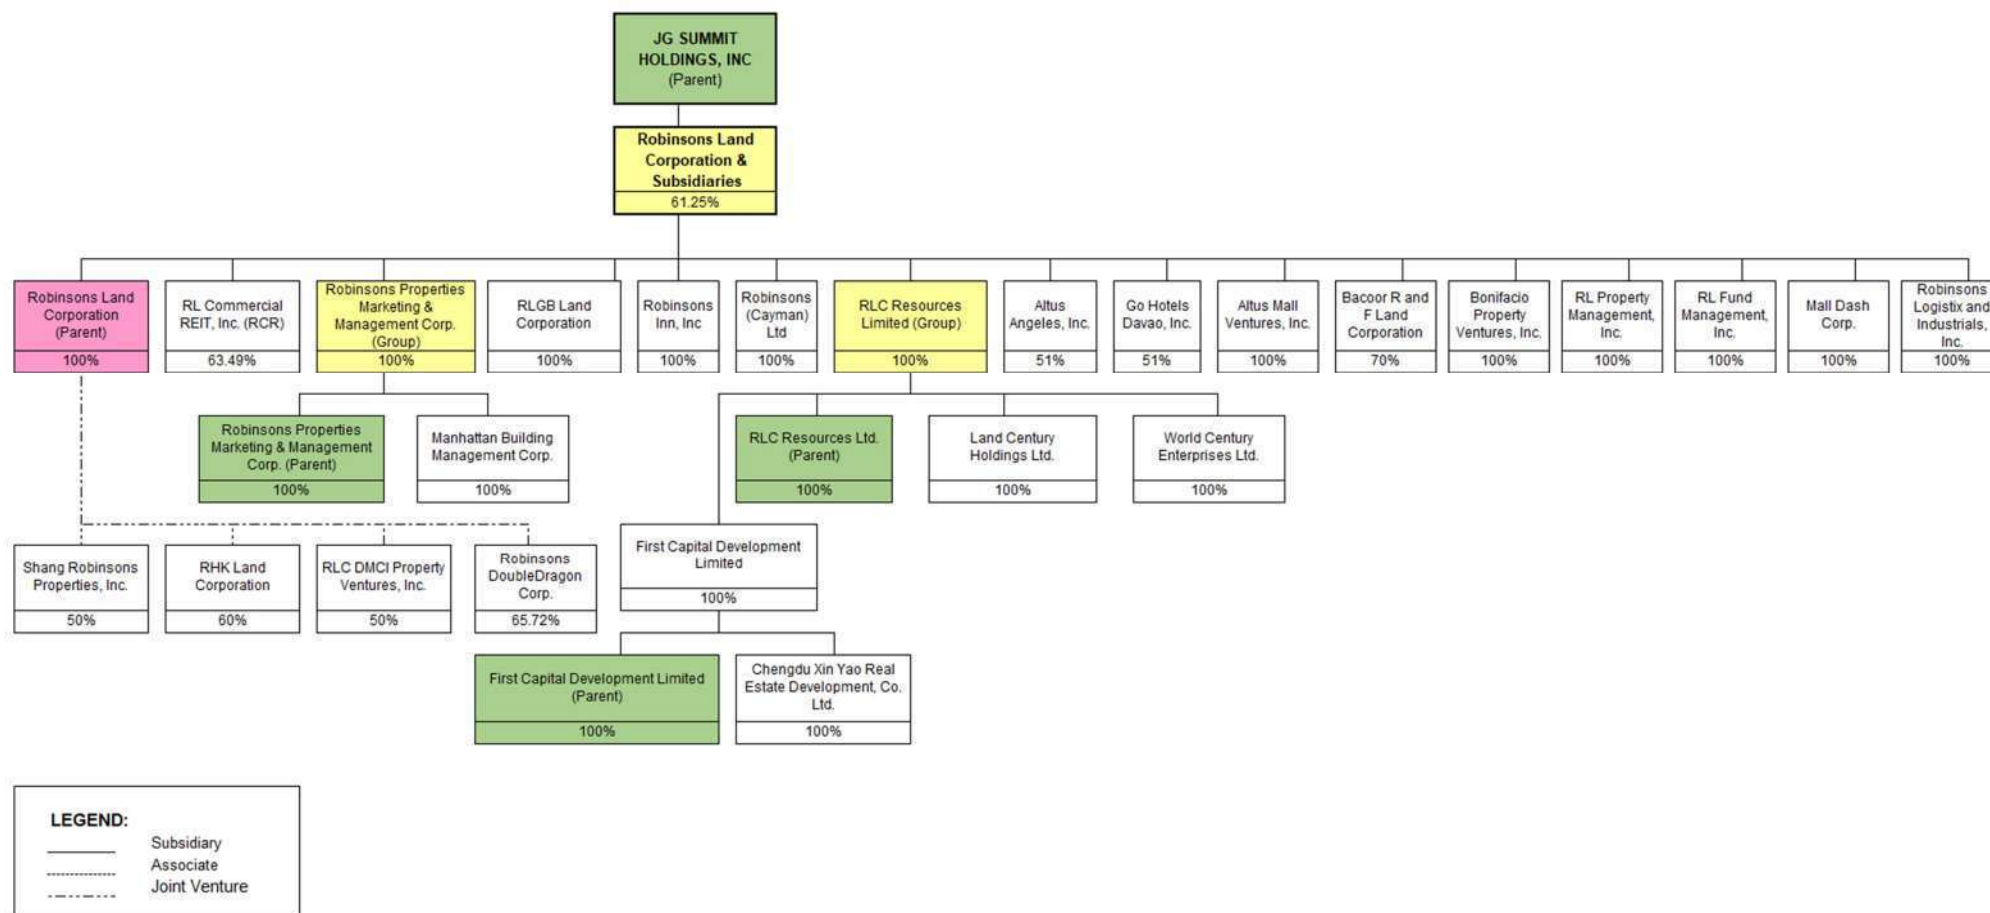 JG SUMMIT
HOLDINGS, INC
(Parent)
Robinsons Land
Corporation &
Subsidiaries
61.25%
Robinsons Land
Corporation
(Parent)
100%
RL Commercial
REIT, Inc. (RCR)
63.49%
Robinsons Properties
Marketing &
Management Corp.
(Group)
100%
RLGB Land
Corporation
100%
Robinsons
Inn, Inc
100%
Robinsons
(Cayman)
Ltd
100%
RLC Resources
Limited (Group)
100%
Altus
Angeles, Inc.
51%
Go Hotels
Davao, Inc.
51%
Altus Mall
Ventures, Inc.
100%
Bacoor R and
F Land
Corporation
70%
Bonifacio
Property
Ventures, Inc.
100%
RL Property
Management,
Inc.
100%
RL Fund
Management,
Inc.
100%
Mall Dash
Corp.
100%
Robinsons
Logistix and
Industrials,
Inc.
100%
Robinsons Properties
Marketing & Management
Corp. (Parent)
100%
Manhattan Building
Management Corp.
100%
RLC Resources Ltd.
(Parent)
100%
Land Century
Holdings Ltd.
100%
World Century
Enterprises Ltd.
100%
Shang Robinsons
Properties, Inc.
50%
RHK Land
Corporation
60%
RLC DMCI Property
Ventures, Inc.
50%
Robinsons
DoubleDragon
Corp.
65.72%
First Capital Development
Limited
100%
First Capital Development Limited
(Parent)
100%
Chengdu Xin Yao Real
Estate Development, Co.
Ltd.
100%
LEGEND:
Subsidiary
Associate
Joint Venture